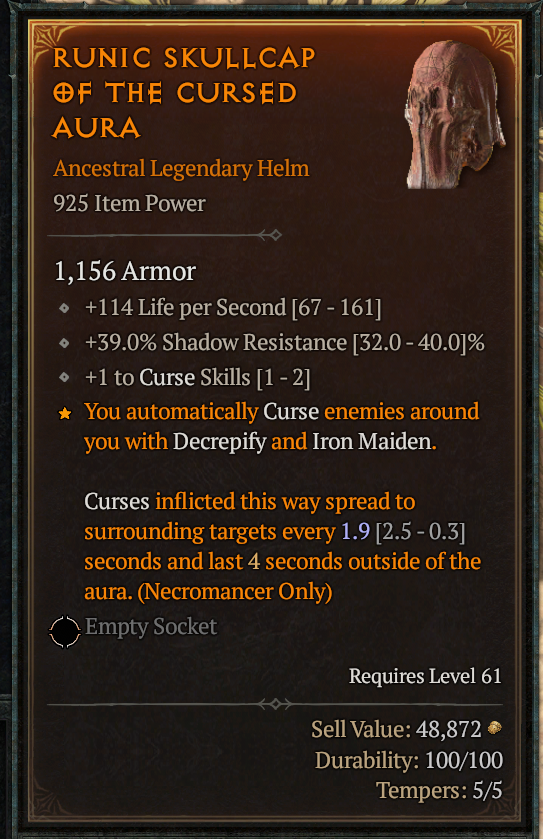 RUNIC SKULLCAP
OF THE CURSED
AURA
Ancestral Legendary Helm
925 Item Power
1,156 Armor
+114 Life per Second [67 - 161]
+39.0% Shadow Resistance [32.0 - 40.0]%
+1 to Curse Skills [1 - 2]
You automatically Curse enemies around
you with Decrepify and Iron Maiden.
Curses inflicted this way spread to
surrounding targets every 1.9 [2.5 - 0.3]
seconds and last 4 seconds outside of the
aura. (Necromancer Only)
Empty Socket
Requires Level 61
Sell Value: 48,872
Durability: 100/100
Tempers: 5/5